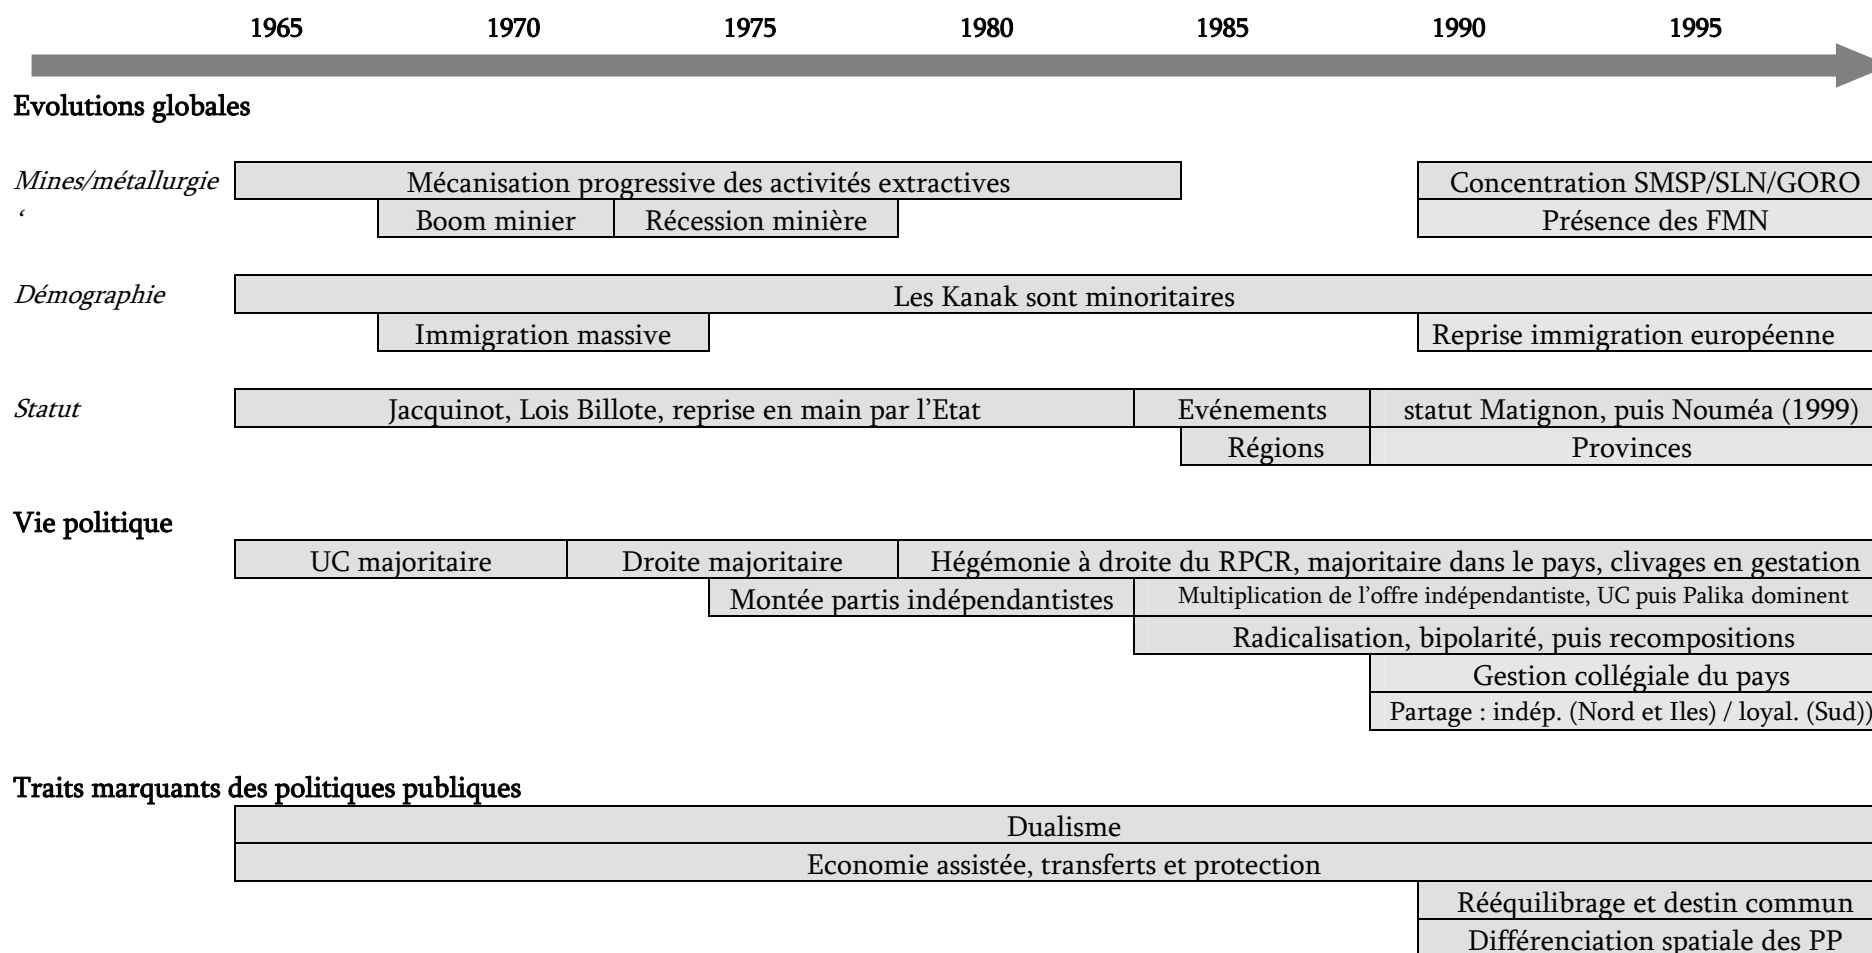 1965 1970 1975 1980 1985 1990 1995
Evolutions globales
Mines/métallurgie Mécanisation progressive des activités extractives Concentration SMSP/SLN/GORO
‘ Boom minier Récession minière Présence des FMN
Démographie Les Kanak sont minoritaires
Immigration massive Reprise immigration européenne
Statut Jacquinot, Lois Billote, reprise en main par l’Etat Evénements statut Matignon, puis Nouméa (1999)
Régions Provinces
Vie politique
UC majoritaire Droite majoritaire Hégémonie à droite du RPCR, majoritaire dans le pays, clivages en gestation
Montée partis indépendantistes Multiplication de l’offre indépendantiste, UC puis Palika dominent
Radicalisation, bipolarité, puis recompositions
Gestion collégiale du pays
Partage : indép. (Nord et Iles) / loyal. (Sud))
Traits marquants des politiques publiques
Dualisme
Economie assistée, transferts et protection
Rééquilibrage et destin commun
Différenciation spatiale des PP